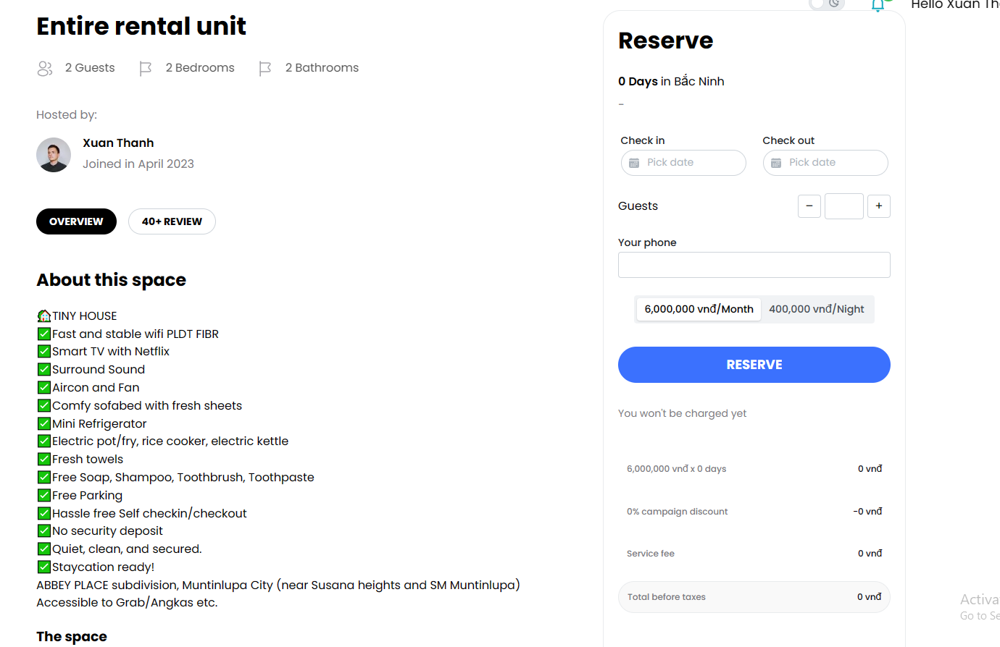 Entire rental unit
2 Guests 2 Bedrooms 2 Bathrooms
Hosted by:
Xuan Thanh
Joined in April 2023
OVERVIEW 40+ REVIEW
About this space
🏡TINY HOUSE
✅Fast and stable wifi PLDT FIBR
✅Smart TV with Netflix
✅Surround Sound
✅Aircon and Fan
✅Comfy sofabed with fresh sheets
✅Mini Refrigerator
✅Electric pot/fry, rice cooker, electric kettle
✅Fresh towels
✅Free Soap, Shampoo, Toothbrush, Toothpaste
✅Free Parking
✅Hassle free Self checkin/checkout
✅No security deposit
✅Quiet, clean, and secured.
✅Staycation ready!
ABBEY PLACE subdivision, Muntinlupa City (near Susana heights and SM Muntinlupa)
Accessible to Grab/Angkas etc.
The space
Hello Xuan Th
Reserve
0 Days in Bắc Ninh
-
Check in Check out
Pick date Pick date
Guests − +
Your phone
6,000,000 vnđ/Month 400,000 vnđ/Night
RESERVE
You won't be charged yet
6,000,000 vnđ x 0 days 0 vnđ
0% campaign discount -0 vnđ
Service fee 0 vnđ
Total before taxes 0 vnđ
Activa
Go to Se